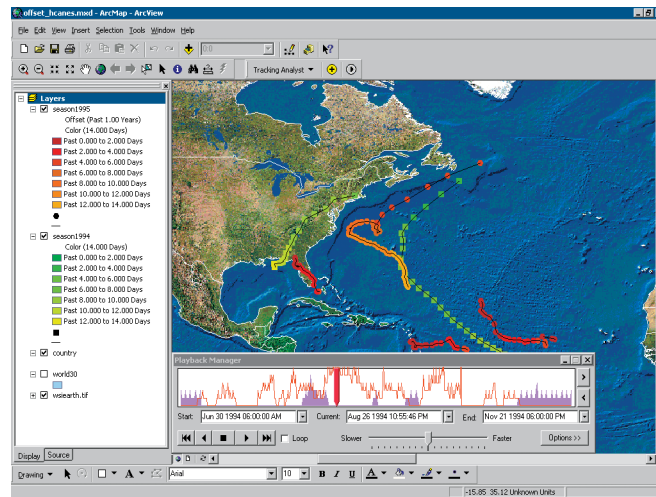 offset_hcanes.mxd - ArcMap - ArcView
File Edit View Insert Selection Tools Window Help
0.0
Tracking Analyst
Layers
season1995
Offset (Past 1.00 Years)
Color (14.000 Days)
Past 0.000 to 2.000 Days
Past 2.000 to 4.000 Days
Past 4.000 to 6.000 Days
Past 6.000 to 8.000 Days
Past 8.000 to 10.000 Days
Past 10.000 to 12.000 Days
Past 12.000 to 14.000 Days
season1994
Color (14.000 Days)
Past 0.000 to 2.000 Days
Past 2.000 to 4.000 Days
Past 4.000 to 6.000 Days
Past 6.000 to 8.000 Days
Past 8.000 to 10.000 Days
Past 10.000 to 12.000 Days
Past 12.000 to 14.000 Days
country
world30
wsiearth.tif
Playback Manager
Start: Jun 30 1994 06:00:00 AM Current: Aug 26 1994 10:55:46 PM End: Nov 21 1994 06:00:00 PM
Loop Slower Faster Options >>
Display Source
Drawing A Arial 10 B I U A
-15.85 35.12 Unknown Units